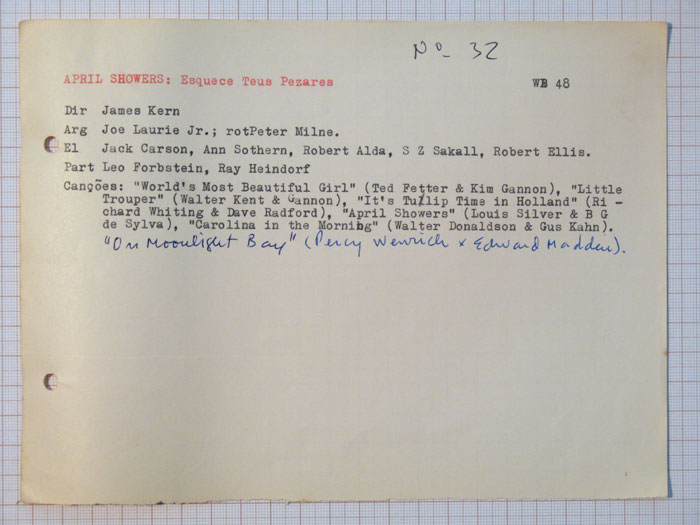 Nº 32
APRIL SHOWERS: Esquece Teus Pezares WB 48
Dir James Kern
Arg Joe Laurie Jr.; rotPeter Milne.
El Jack Carson, Ann Sothern, Robert Alda, S Z Sakall, Robert Ellis.
Part Leo Forbstein, Ray Heindorf
Canções: "World's Most Beautiful Girl" (Ted Fetter & Kim Gannon), "Little
Trouper" (Walter Kent & Gannon), "It's Tulip Time in Holland" (Ri-
chard Whiting & Dave Radford), "April Showers" (Louis Silver & B G
de Sylva), "Carolina in the Morning" (Walter Donaldson & Gus Kahn).
"On Moonlight Bay" (Percy Wenrich & Edward Madden).